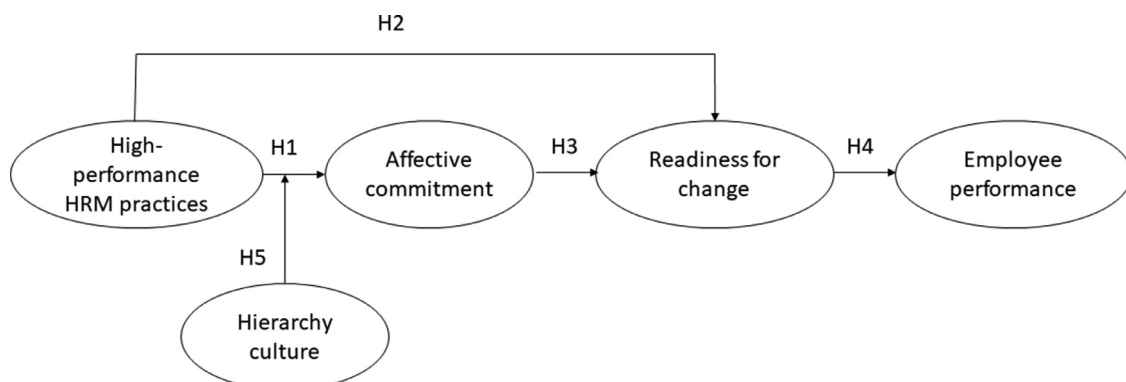 H2
High-
performance
HRM practices
H1
Affective
commitment
H3
Readiness for
change
H4
Employee
performance
H5
Hierarchy
culture